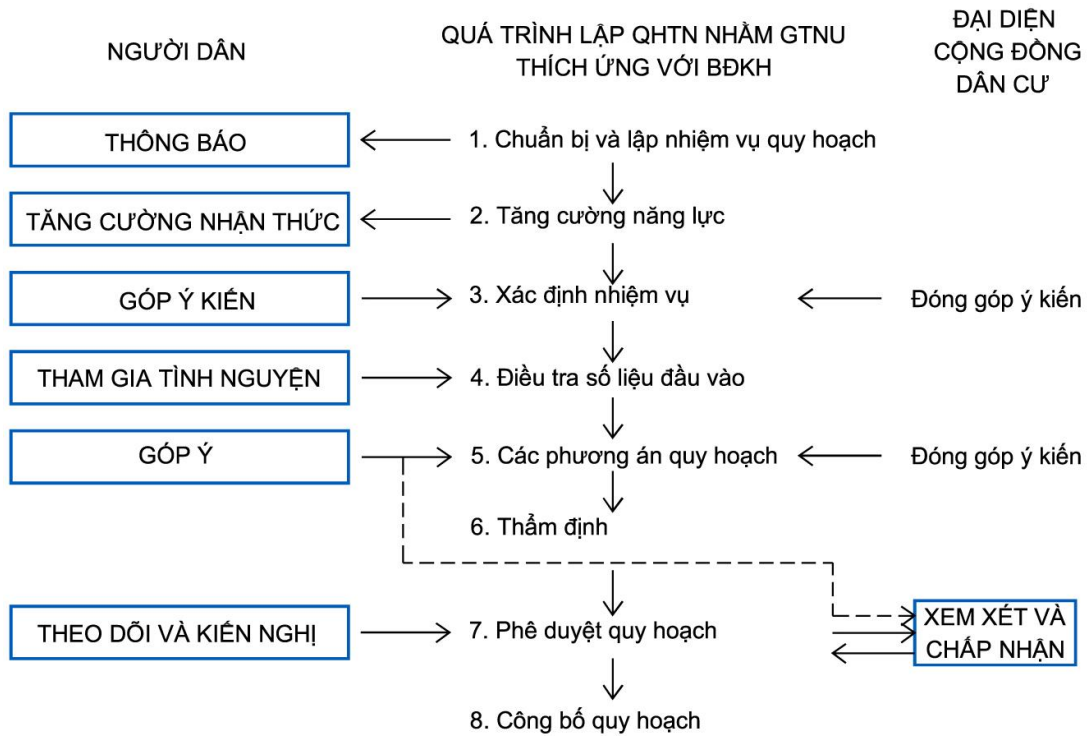 NGƯỜI DÂN
QUÁ TRÌNH LẬP QHTN NHẰM GTNU
THÍCH ỨNG VỚI BĐKH
ĐẠI DIỆN
CỘNG ĐỒNG
DÂN CƯ
THÔNG BÁO
1. Chuẩn bị và lập nhiệm vụ quy hoạch
TĂNG CƯỜNG NHẬN THỨC
2. Tăng cường năng lực
GÓP Ý KIẾN
3. Xác định nhiệm vụ
Đóng góp ý kiến
THAM GIA TÌNH NGUYỆN
4. Điều tra số liệu đầu vào
GÓP Ý
5. Các phương án quy hoạch
Đóng góp ý kiến
6. Thẩm định
THEO DÕI VÀ KIẾN NGHỊ
7. Phê duyệt quy hoạch
XEM XÉT VÀ
CHẤP NHẬN
8. Công bố quy hoạch